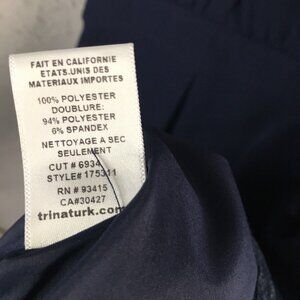 FAIT EN CALIFORNIE
ETATS.UNIS DES
MATERIAUX IMPORTES
100% POLYESTER
DOUBLURE:
94% POLYESTER
6% SPANDEX
NETTOYAGE A SEC
SEULEMENT
CUT # 6934
STYLE# 175311
RN # 93415
CA#30427
trinaturk.com